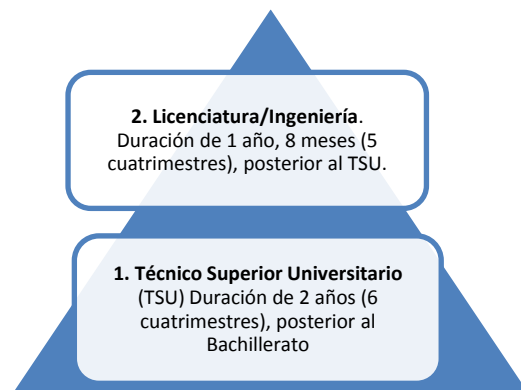 2. Licenciatura/Ingeniería.
Duración de 1 año, 8 meses (5
cuatrimestres), posterior al TSU.
1. Técnico Superior Universitario
(TSU) Duración de 2 años (6
cuatrimestres), posterior al
Bachillerato